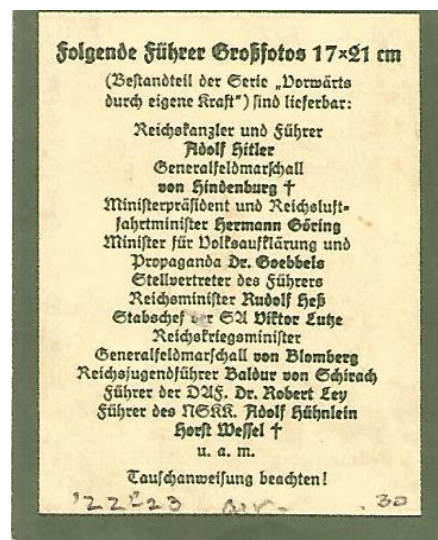 Folgende Führer Großfotos 17×21 cm
(Bestandteil der Serie „Vorwärts
durch eigene Kraft“) sind lieferbar:
Reichskanzler und Führer
Adolf Hitler
Generalfeldmarschall
von Hindenburg †
Ministerpräsident und Reichsluft-
fahrtminister Hermann Göring
Minister für Volksaufklärung und
Propaganda Dr. Goebbels
Stellvertreter des Führers
Reichsminister Rudolf Heß
Stabschef der SA Viktor Lutze
Reichskriegsminister
Generalfeldmarschall von Blomberg
Reichsjugendführer Baldur von Schirach
Führer der DAF. Dr. Robert Ley
Führer des NSKK. Adolf Hühnlein
Horst Wessel †
u. a. m.
Tauschanweisung beachten!
30